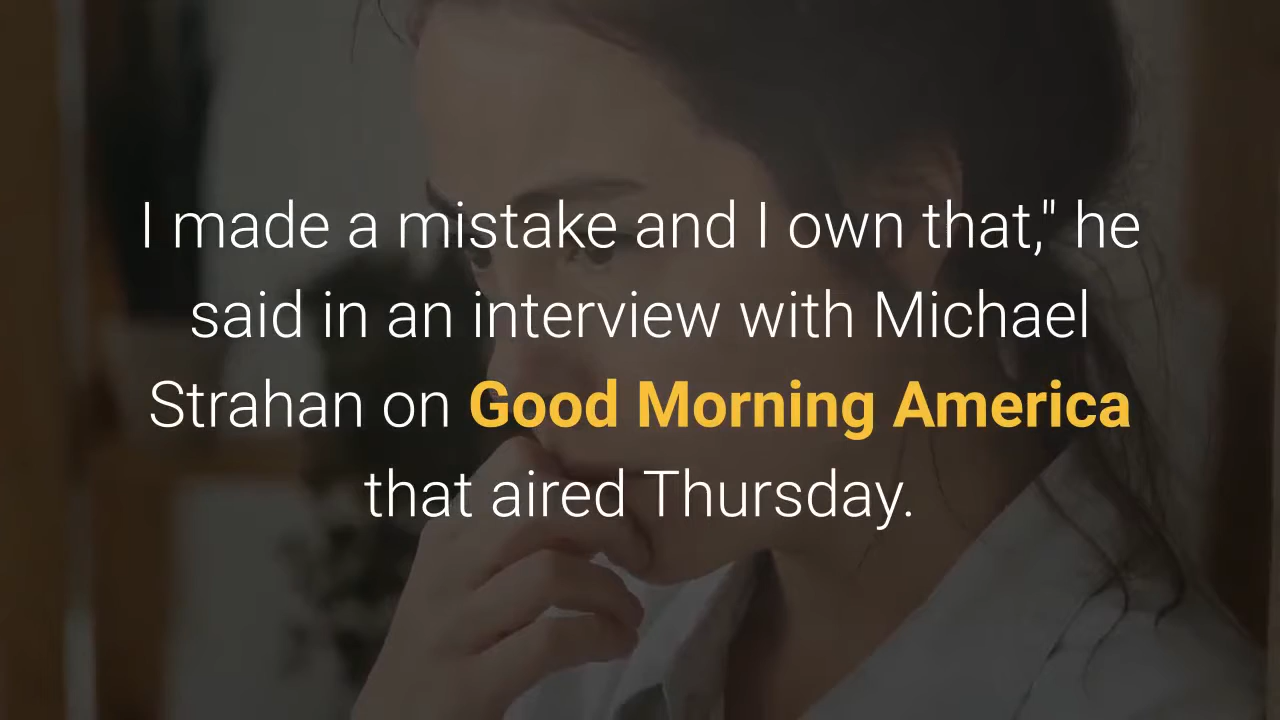 I made a mistake and I own that," he
said in an interview with Michael
Strahan on Good Morning America
that aired Thursday.